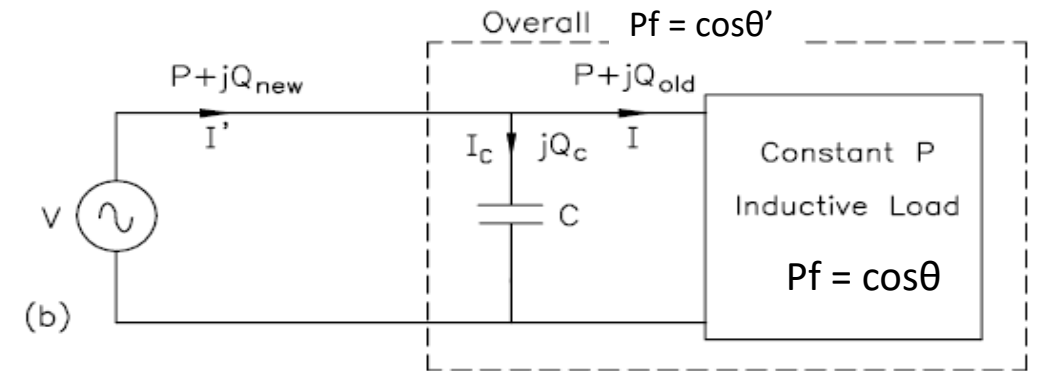 Overall Pf = cosθ’
P+jQnew
P+jQold
I'
Ic
jQc
I
Constant P
Inductive Load
V
C
Pf = cosθ
(b)